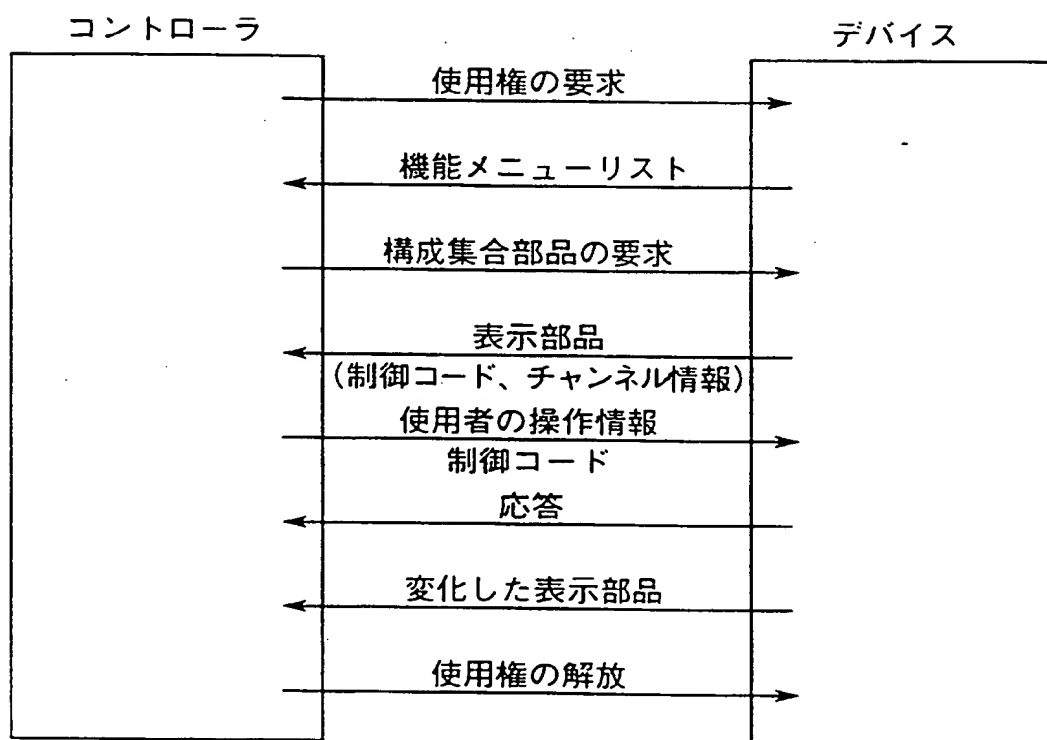 コントローラ
デバイス
使用権の要求
機能メニューリスト
構成集合部品の要求
表示部品
(制御コード、チャンネル情報)
使用者の操作情報
制御コード
応答
変化した表示部品
使用権の解放